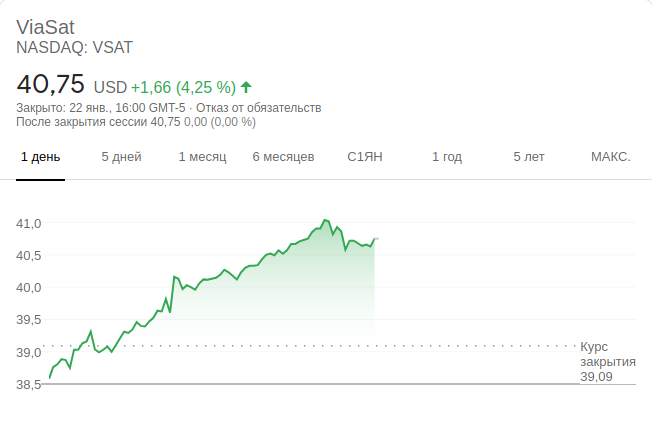 ViaSat
NASDAQ: VSAT
40,75 USD +1,66 (4,25 %)
Закрыто: 22 янв., 16:00 GMT-5 · Отказ от обязательств
После закрытия сессии 40,75 0,00 (0,00 %)
1 день 5 дней 1 месяц 6 месяцев С1ЯН 1 год 5 лет МАКС.
41,0
40,5
40,0
39,5
39,0
38,5
Курс
закрытия
39,09